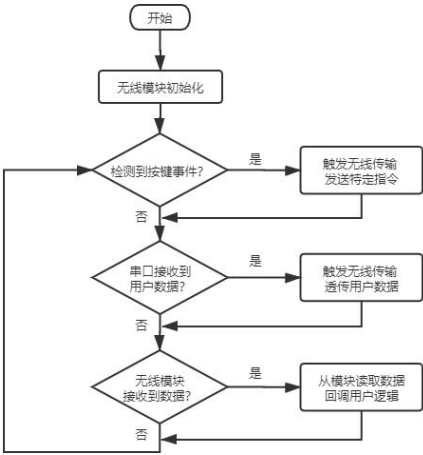 开始
无线模块初始化
检测到按键事件?
是
触发无线传输
发送特定指令
否
串口接收到
用户数据?
是
触发无线传输
透传用户数据
否
无线模块
接收到数据?
是
从模块读取数据
回调用户逻辑
否